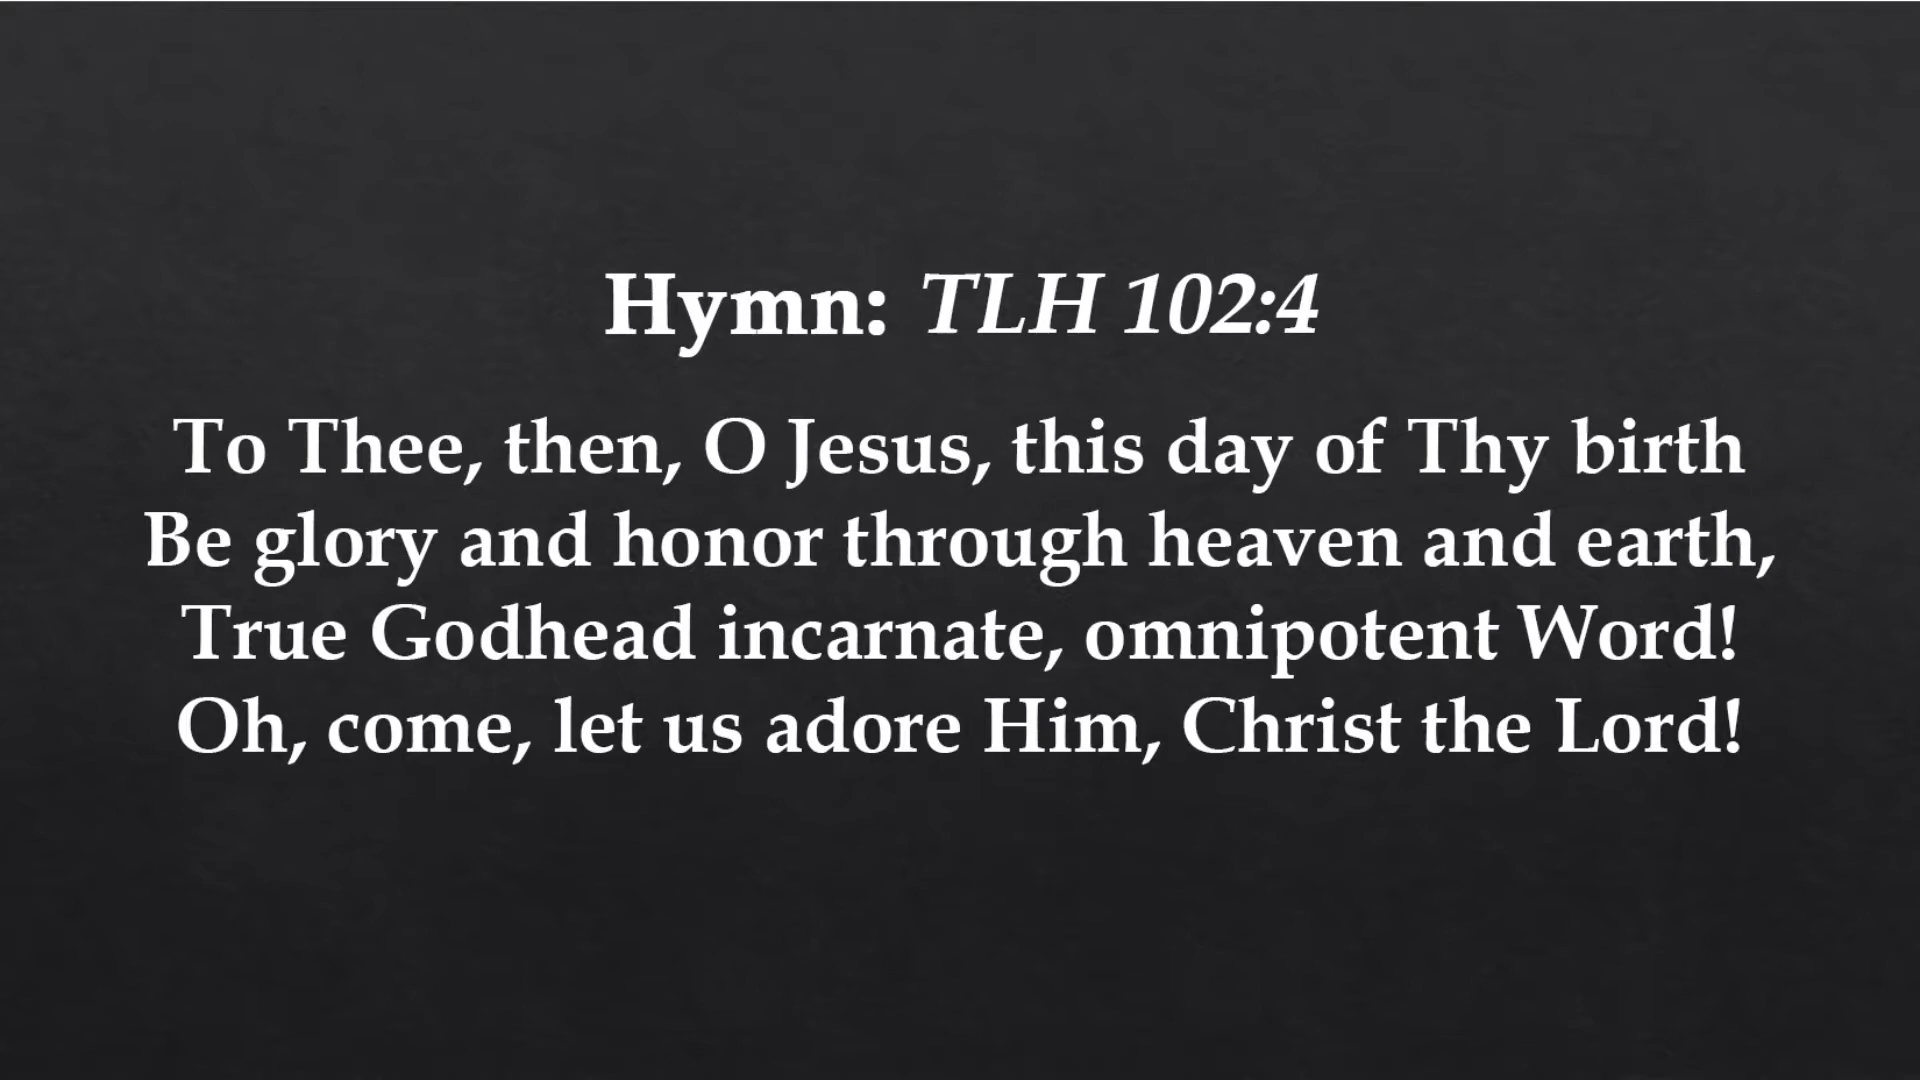 Hymn: TLH 102:4
To Thee, then, O Jesus, this day of Thy birth
Be glory and honor through heaven and earth,
True Godhead incarnate, omnipotent Word!
Oh, come, let us adore Him, Christ the Lord!